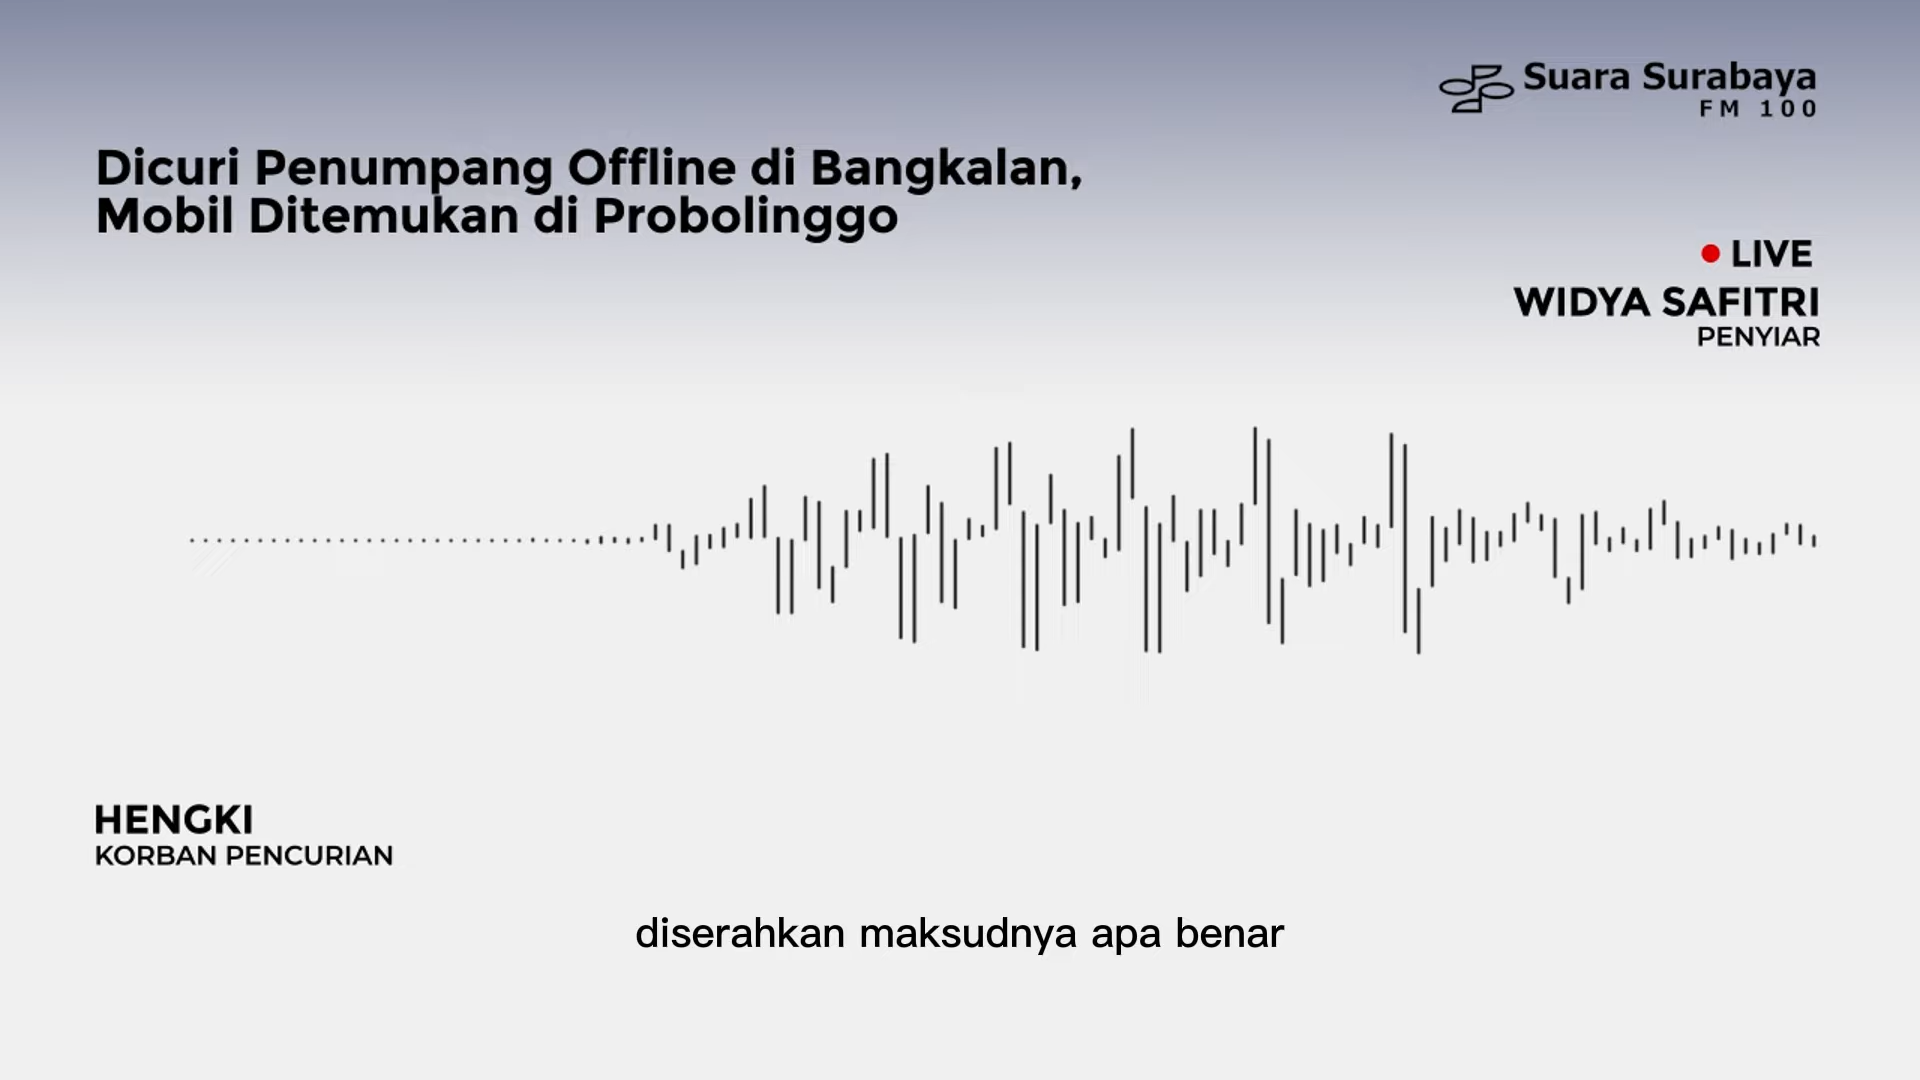 Suara Surabaya
FM 100
Dicuri Penumpang Offline di Bangkalan,
Mobil Ditemukan di Probolinggo
LIVE
WIDYA SAFITRI
PENYIAR
HENGKI
KORBAN PENCURIAN
diserahkan maksudnya apa benar